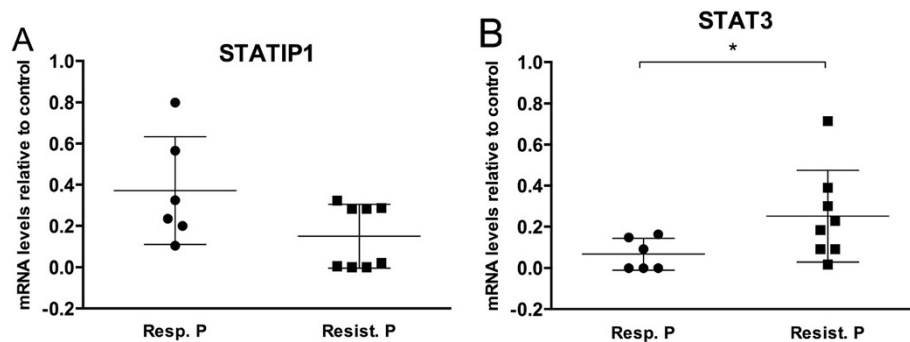 A
STATIP1
mRNA levels relative to control
1.0
0.8
0.6
0.4
0.2
0.0
-0.2
Resp. P
Resist. P
B
STAT3
*
mRNA levels relative to control
1.0
0.8
0.6
0.4
0.2
0.0
-0.2
Resp. P
Resist. P